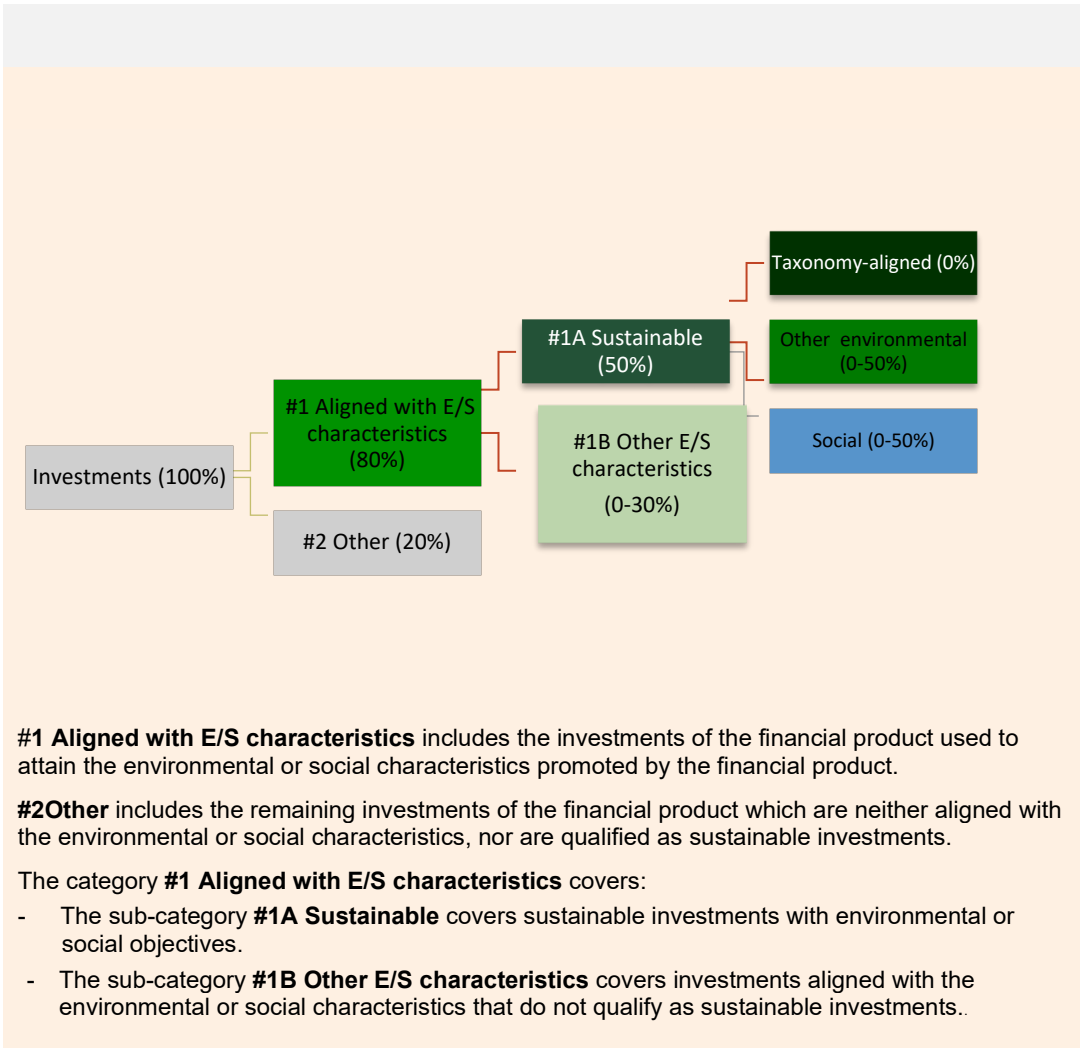 Taxonomy-aligned (0%)
#1A Sustainable
(50%)
Other  environmental
(0-50%)
#1 Aligned with E/S
characteristics
(80%)
#1B Other E/S
characteristics
(0-30%)
Social (0-50%)
Investments (100%)
#2 Other (20%)
#1 Aligned with E/S characteristics includes the investments of the financial product used to
attain the environmental or social characteristics promoted by the financial product.
#2Other includes the remaining investments of the financial product which are neither aligned with
the environmental or social characteristics, nor are qualified as sustainable investments.
The category #1 Aligned with E/S characteristics covers:
- The sub-category #1A Sustainable covers sustainable investments with environmental or
social objectives.
- The sub-category #1B Other E/S characteristics covers investments aligned with the
environmental or social characteristics that do not qualify as sustainable investments..